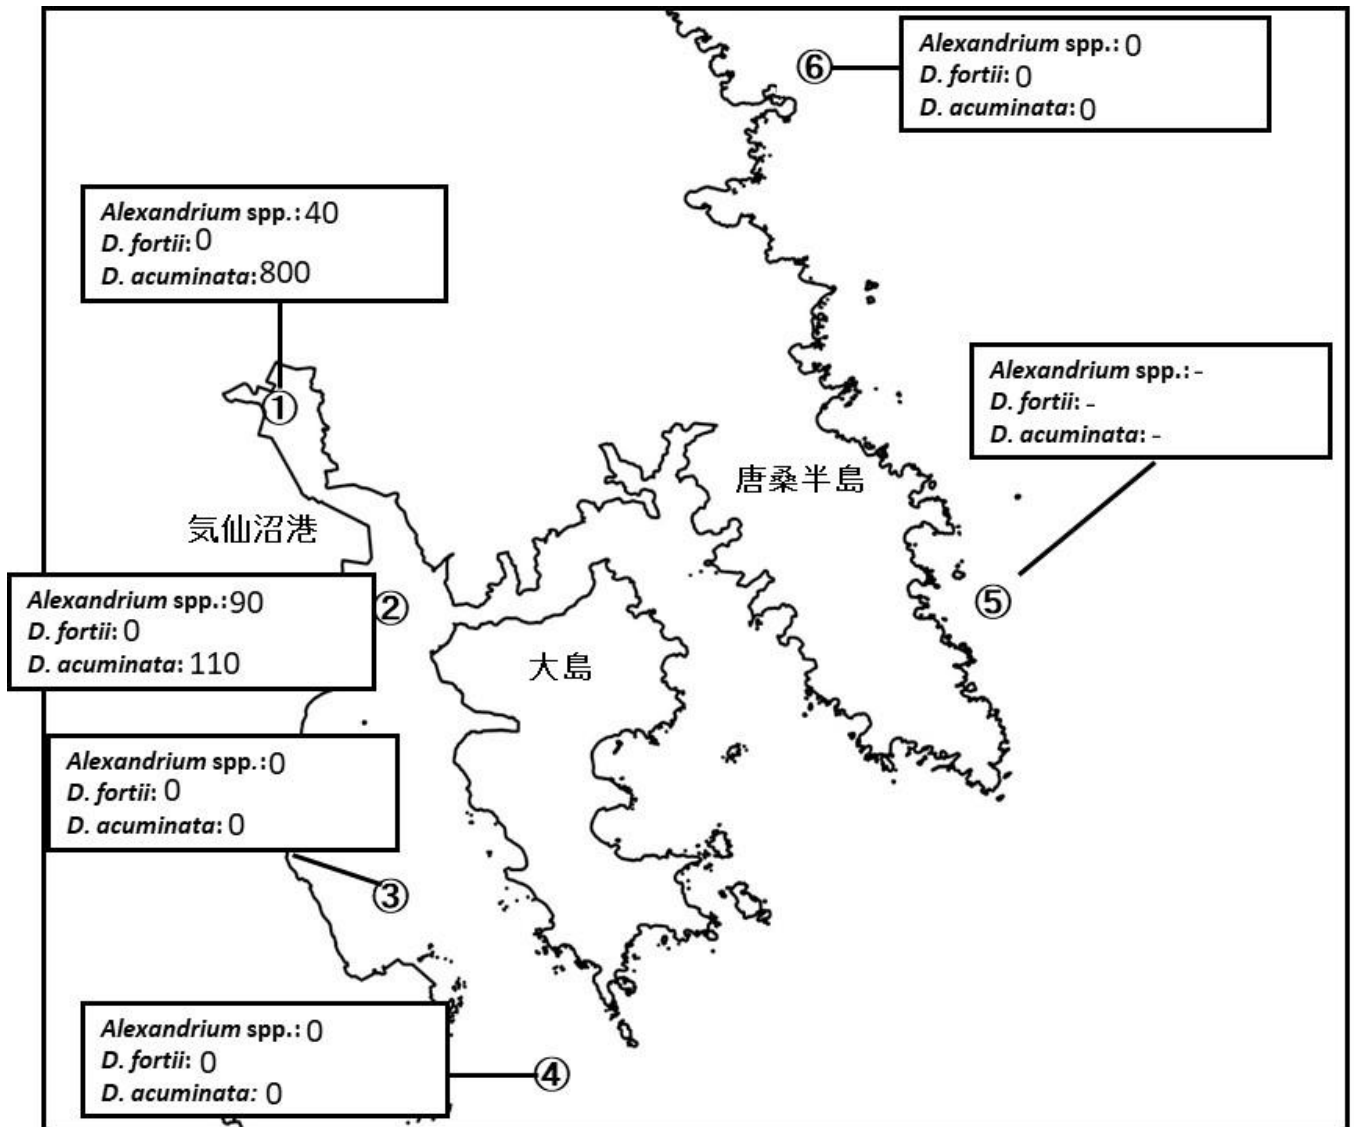 ⑥
Alexandrium spp.: 0
D. fortii: 0
D. acuminata: 0
Alexandrium spp.: 40
D. fortii: 0
D. acuminata: 800
①
Alexandrium spp.: -
D. fortii: -
D. acuminata: -
唐桑半島
気仙沼港
Alexandrium spp.: 90
D. fortii: 0
D. acuminata: 110
②
⑤
大島
Alexandrium spp.: 0
D. fortii: 0
D. acuminata: 0
③
Alexandrium spp.: 0
D. fortii: 0
D. acuminata: 0
④